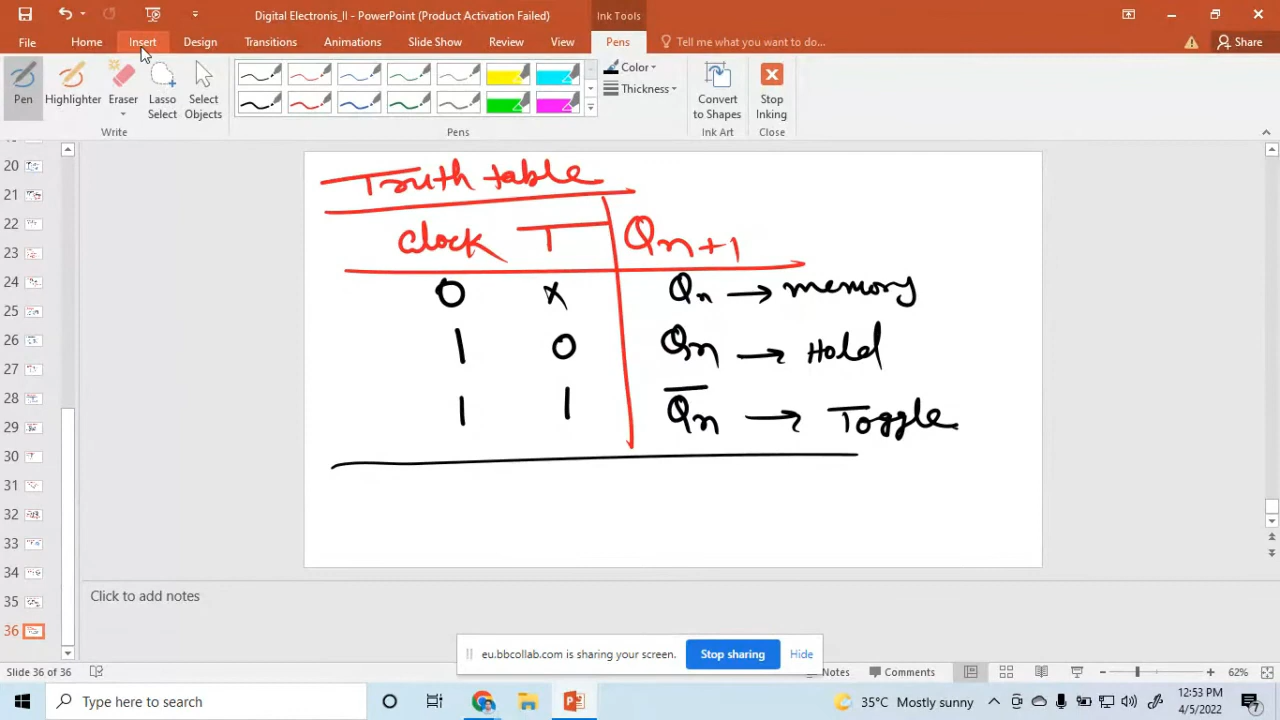 Digital Electronis_II - PowerPoint (Product Activation Failed)
Ink Tools
File Home Insert Design Transitions Animations Slide Show Review View Pens Tell me what you want to do... Share
Pen Highlighter Eraser Lasso Select Select Objects
Color
Thickness
Convert to Shapes
Stop Inking
Write Pens Ink Art Close
20
21
22
23
24
25
26
27
28
29
30
31
32
33
34
35
36
Truth table
Clock T Qn+1
0 X Qn → memory
1 0 Qn → Hold
1 1 Q̅n → Toggle
Click to add notes
eu.bbcollab.com is sharing your screen. Stop sharing Hide
Slide 36 of 36 Notes Comments 62%
Type here to search 35°C Mostly sunny 12:53 PM
4/5/2022 7